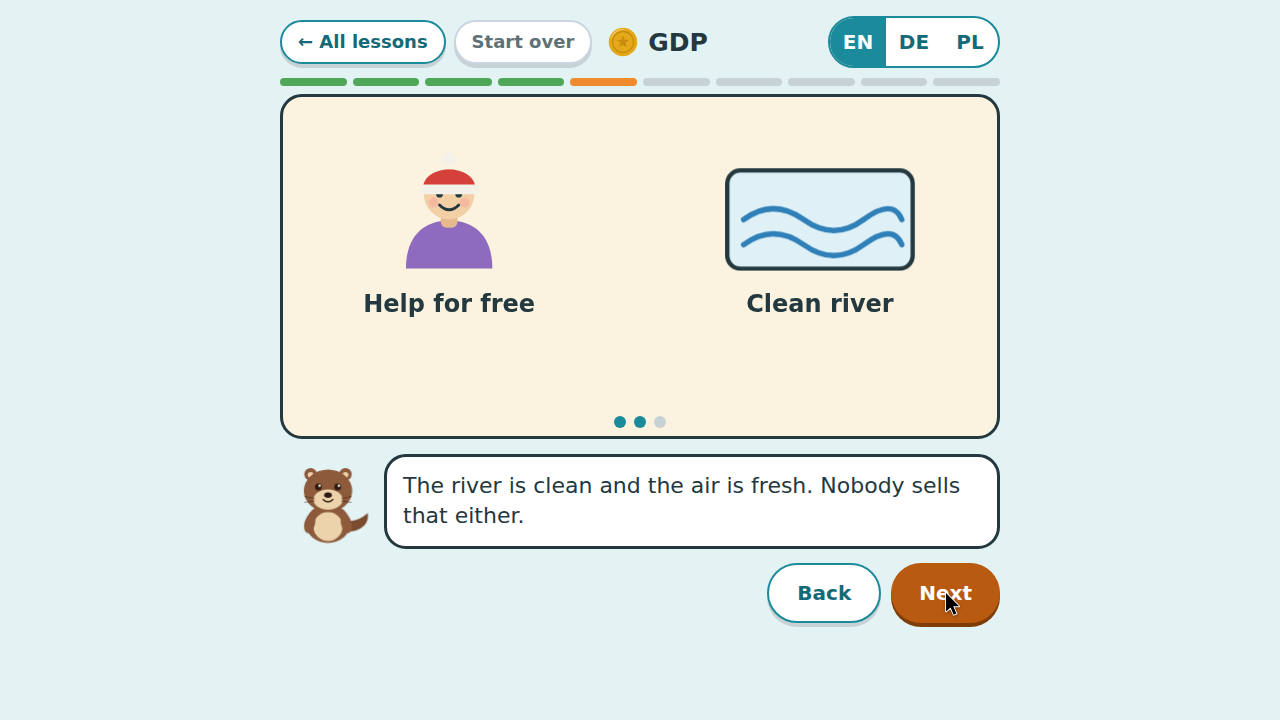 ← All lessons
Start over
GDP
EN
DE
PL
Help for free
Clean river
The river is clean and the air is fresh. Nobody sells
that either.
Back
Next